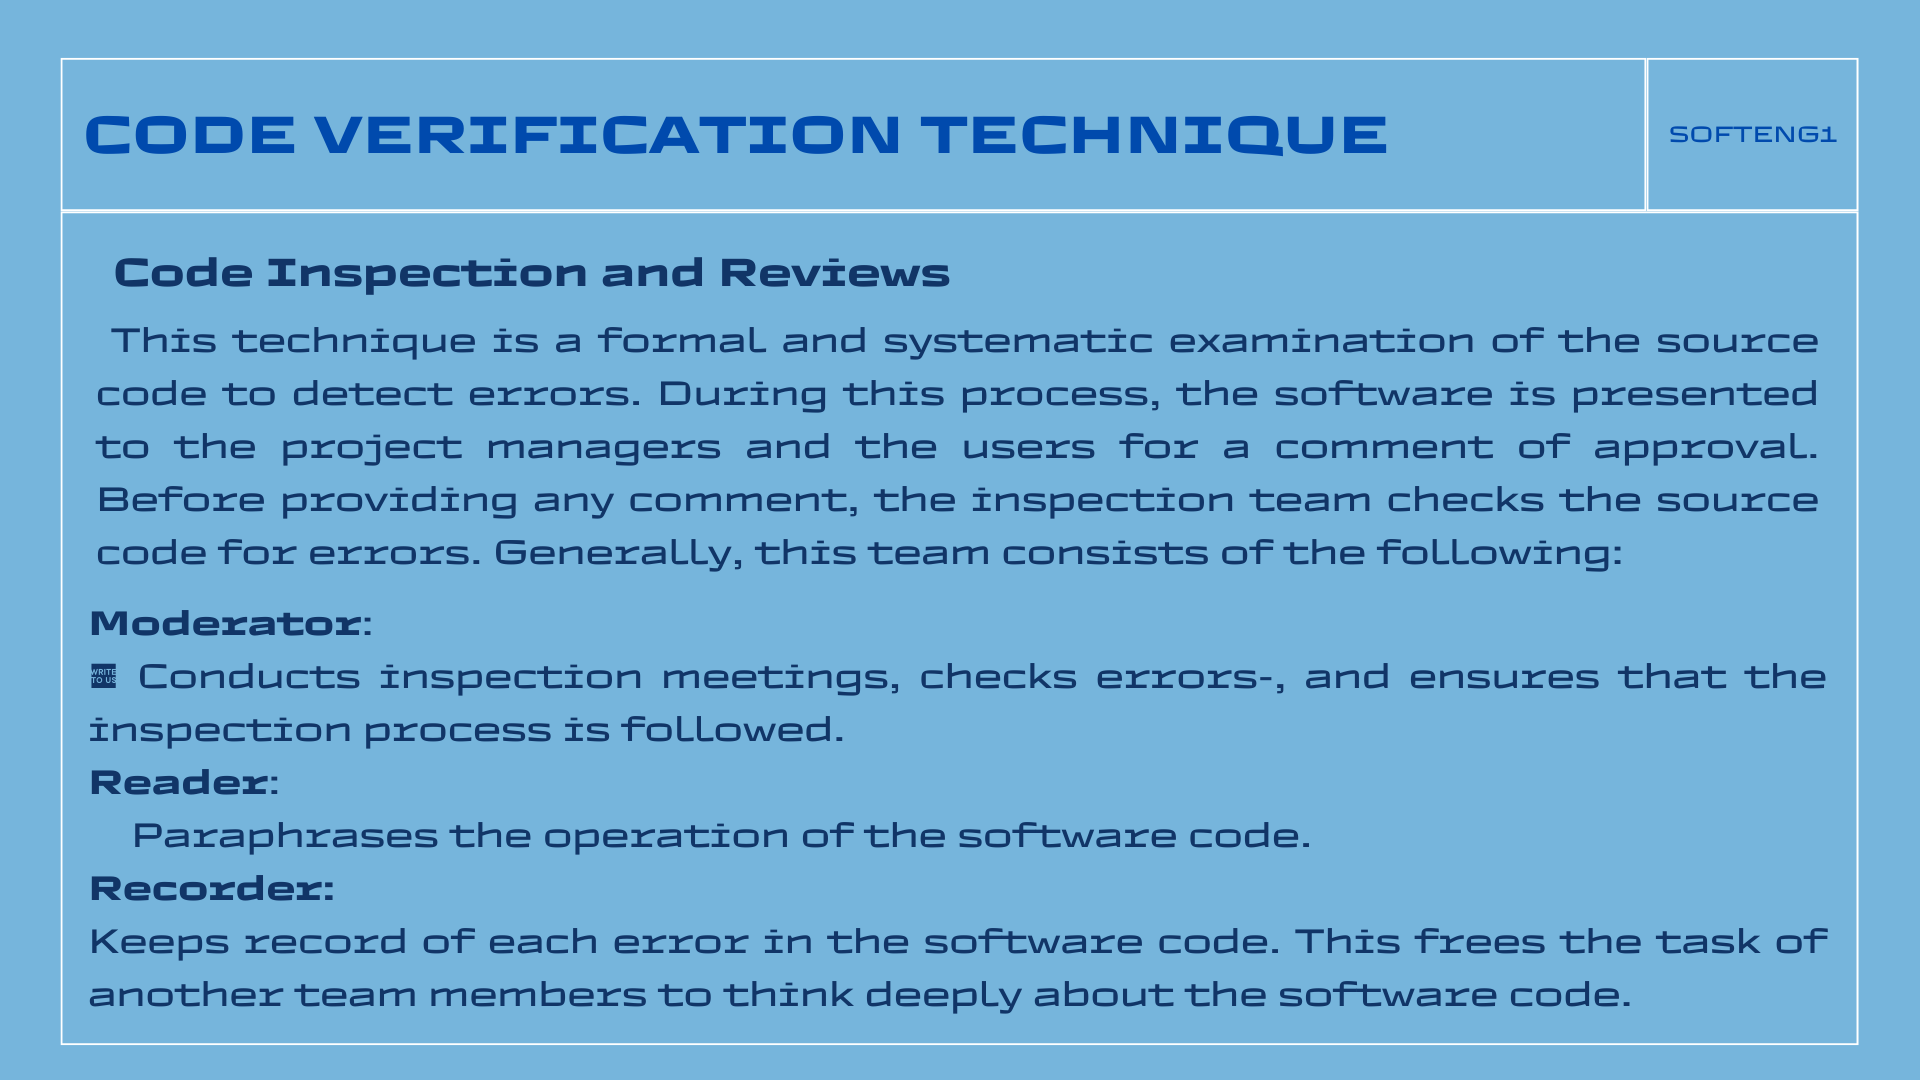 CODE VERIFICATION TECHNIQUE
SOFTENG1
Code Inspection and Reviews
This technique is a formal and systematic examination of the source
code to detect errors. During this process, the software is presented
to the project managers and the users for a comment of approval.
Before providing any comment, the inspection team checks the source
code for errors. Generally, this team consists of the following:
Moderator:
WRITE
TO US
Conducts inspection meetings, checks errors-, and ensures that the
inspection process is followed.
Reader:
Paraphrases the operation of the software code.
Recorder:
Keeps record of each error in the software code. This frees the task of
another team members to think deeply about the software code.